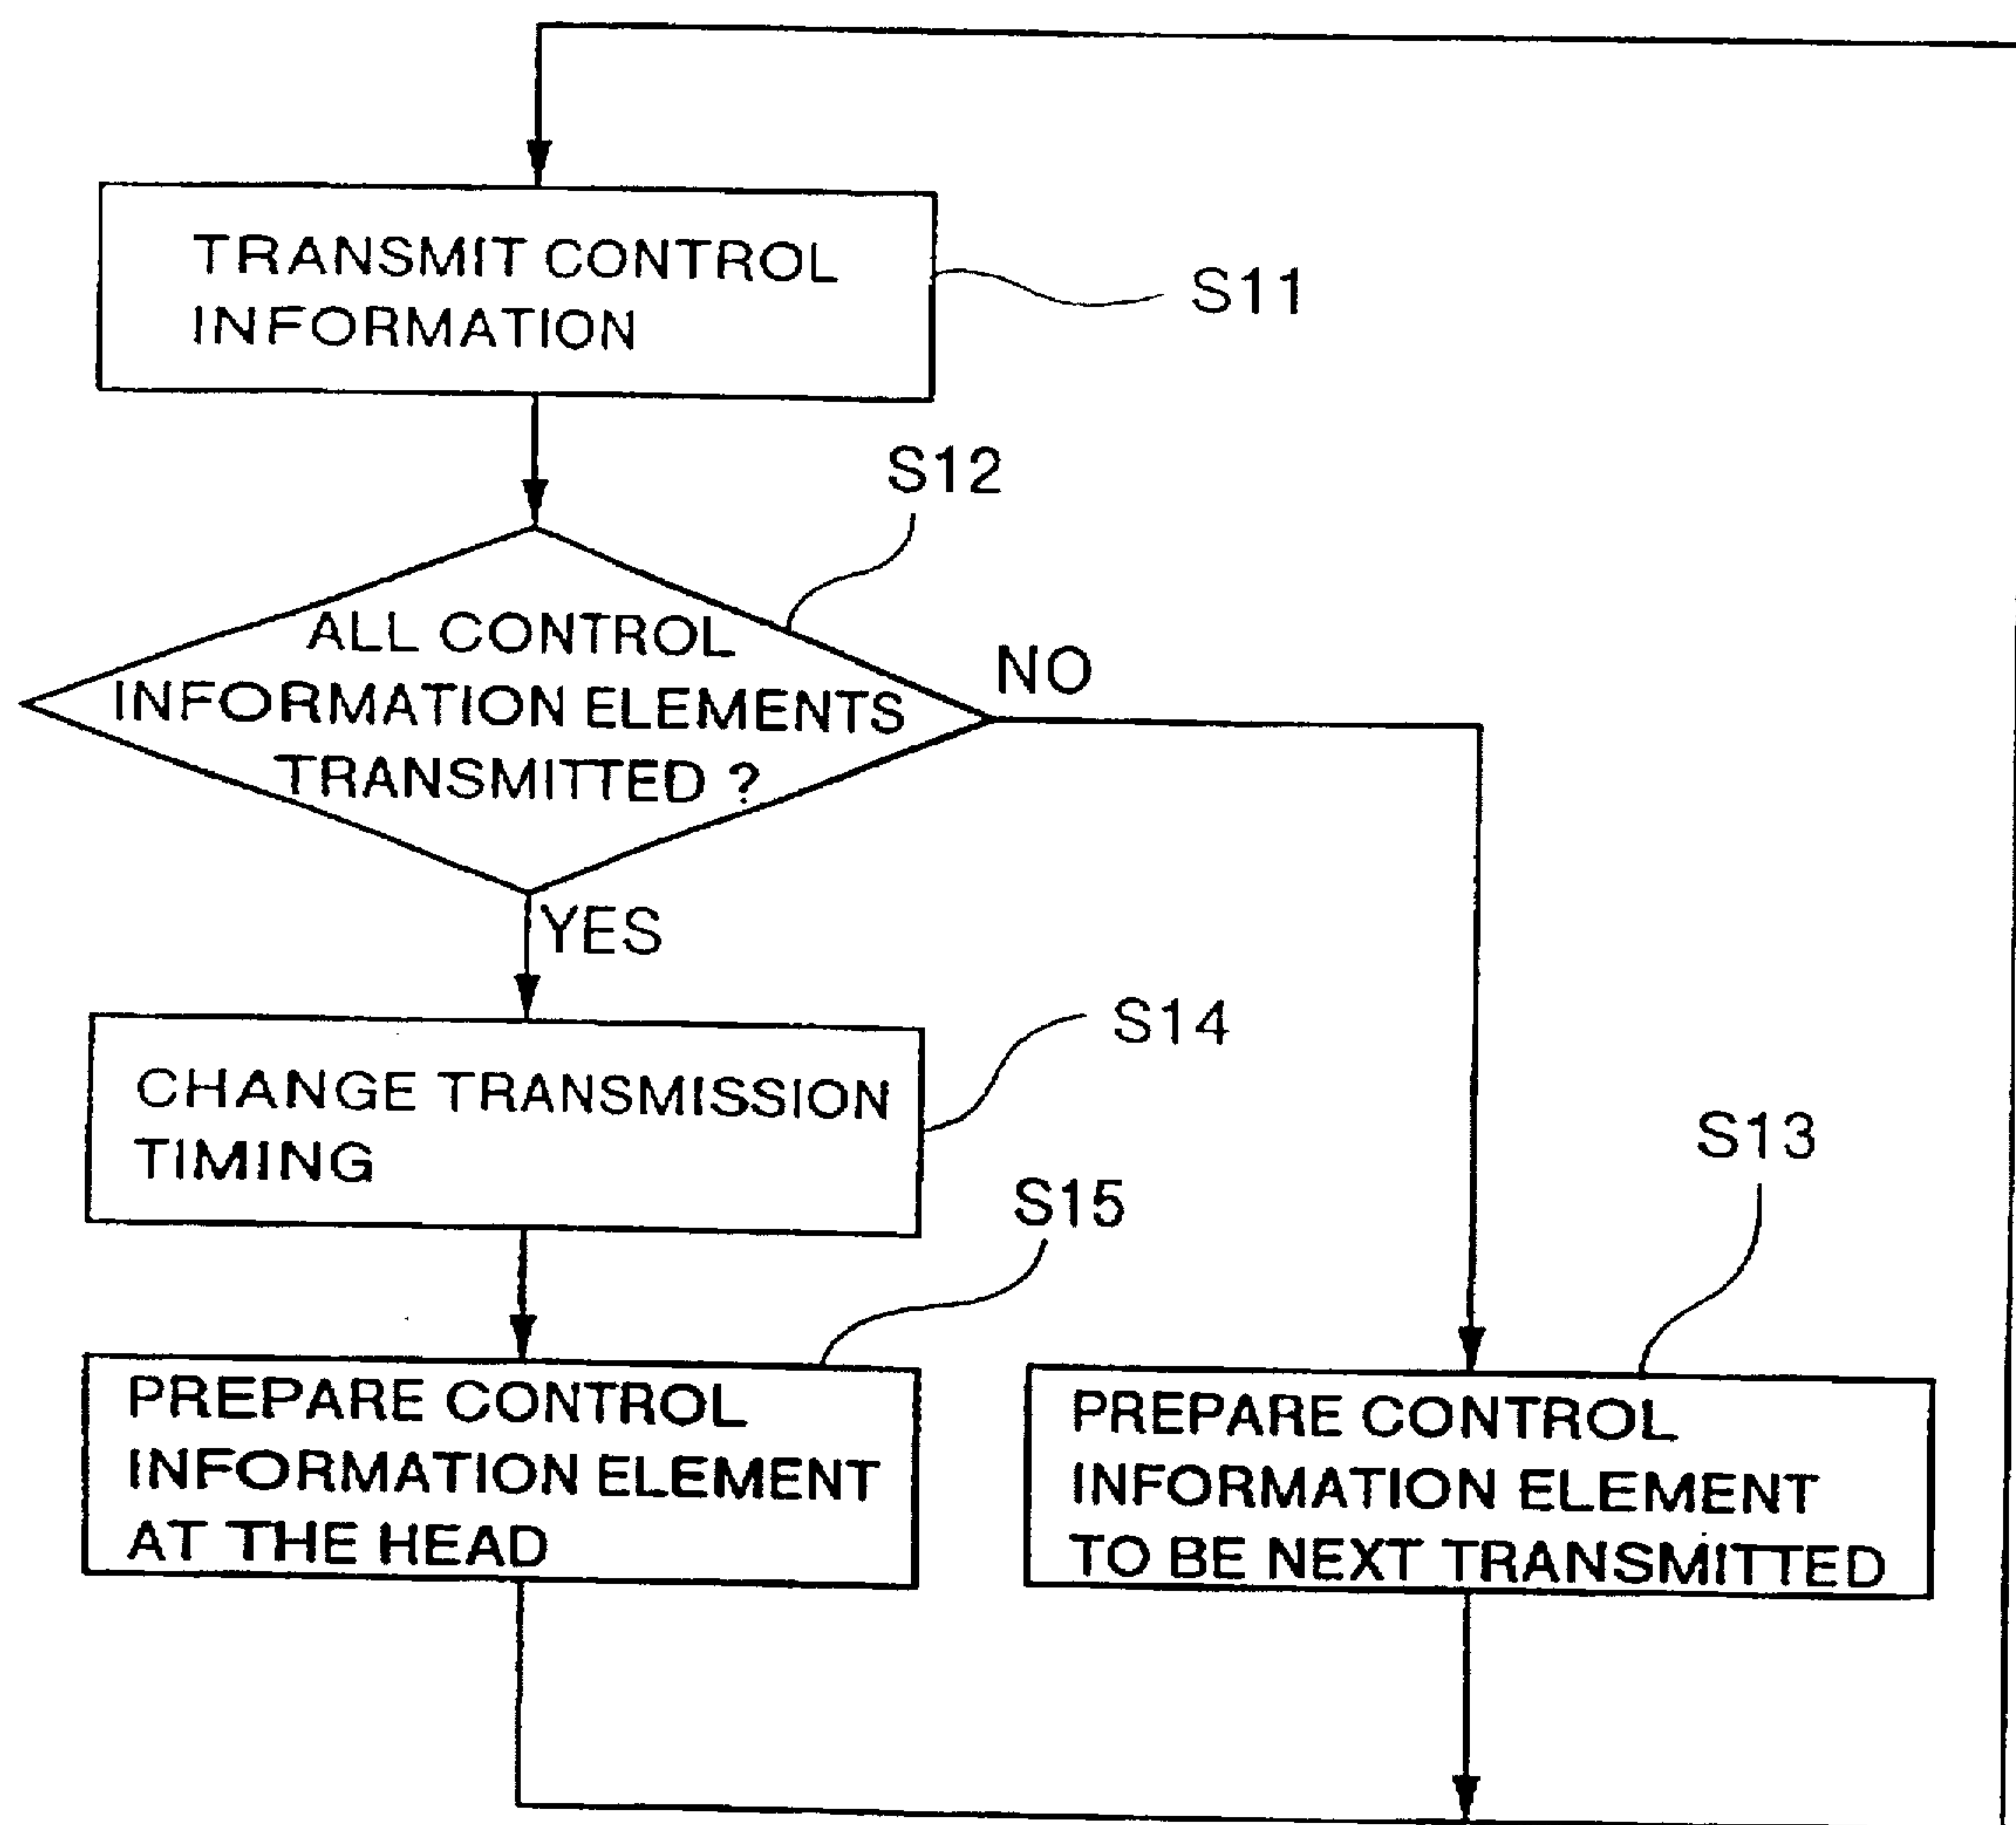 TRANSMIT CONTROL
INFORMATION
S11
S12
ALL CONTROL
INFORMATION ELEMENTS
TRANSMITTED ?
NO
YES
S14
CHANGE TRANSMISSION
TIMING
S15
S13
PREPARE CONTROL
INFORMATION ELEMENT
AT THE HEAD
PREPARE CONTROL
INFORMATION ELEMENT
TO BE NEXT TRANSMITTED